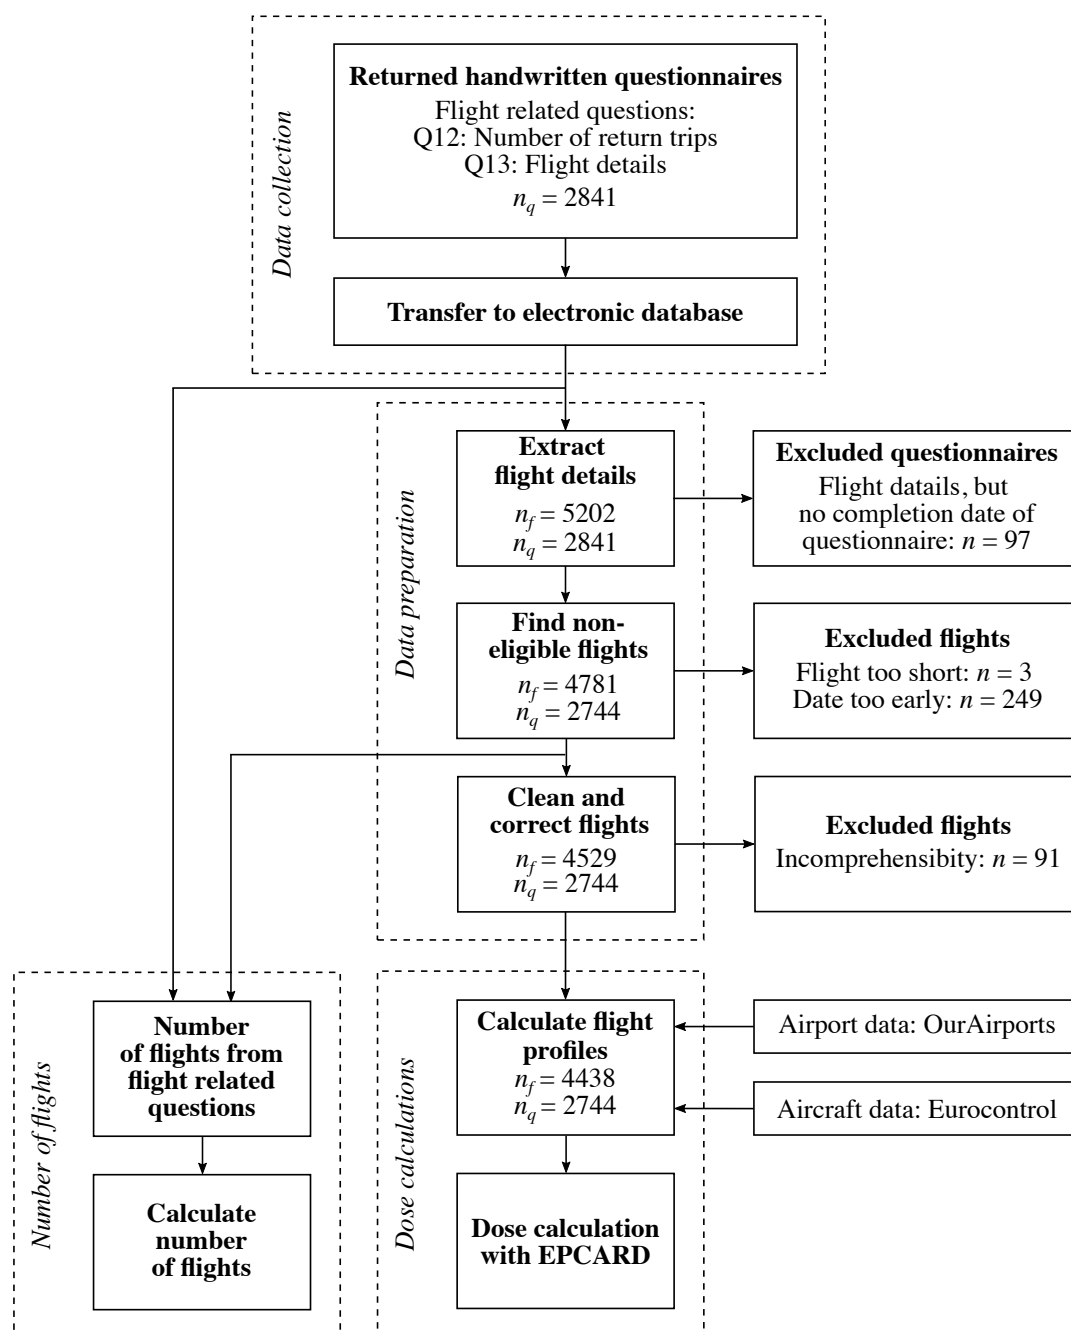 Data collection
Returned handwritten questionnaires
Flight related questions:
Q12: Number of return trips
Q13: Flight details
n_q = 2841
Transfer to electronic database
Data preparation
Extract
flight details
n_f = 5202
n_q = 2841
Excluded questionnaires
Flight datails, but
no completion date of
questionnaire: n = 97
Find non-
eligible flights
n_f = 4781
n_q = 2744
Excluded flights
Flight too short: n = 3
Date too early: n = 249
Clean and
correct flights
n_f = 4529
n_q = 2744
Excluded flights
Incomprehensibity: n = 91
Number of flights
Number
of flights from
flight related
questions
Calculate
number
of flights
Dose calculations
Calculate flight
profiles
n_f = 4438
n_q = 2744
Airport data: OurAirports
Aircraft data: Eurocontrol
Dose calculation
with EPCARD